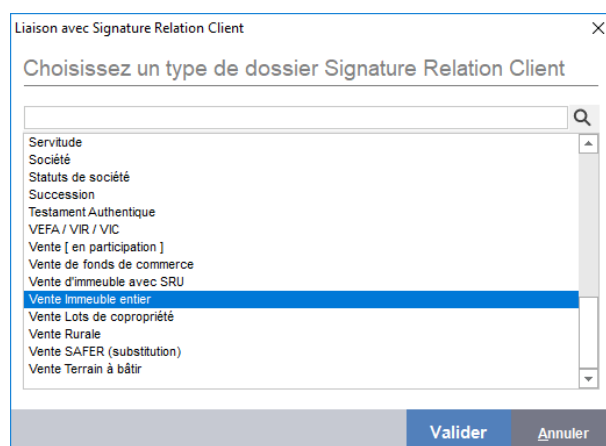 Liaison avec Signature Relation Client
Choisissez un type de dossier Signature Relation Client
Servitude
Société
Statuts de société
Succession
Testament Authentique
VEFA / VIR / VIC
Vente [ en participation ]
Vente de fonds de commerce
Vente d'immeuble avec SRU
Vente Immeuble entier
Vente Lots de copropriété
Vente Rurale
Vente SAFER (substitution)
Vente Terrain à bâtir
Valider
Annuler